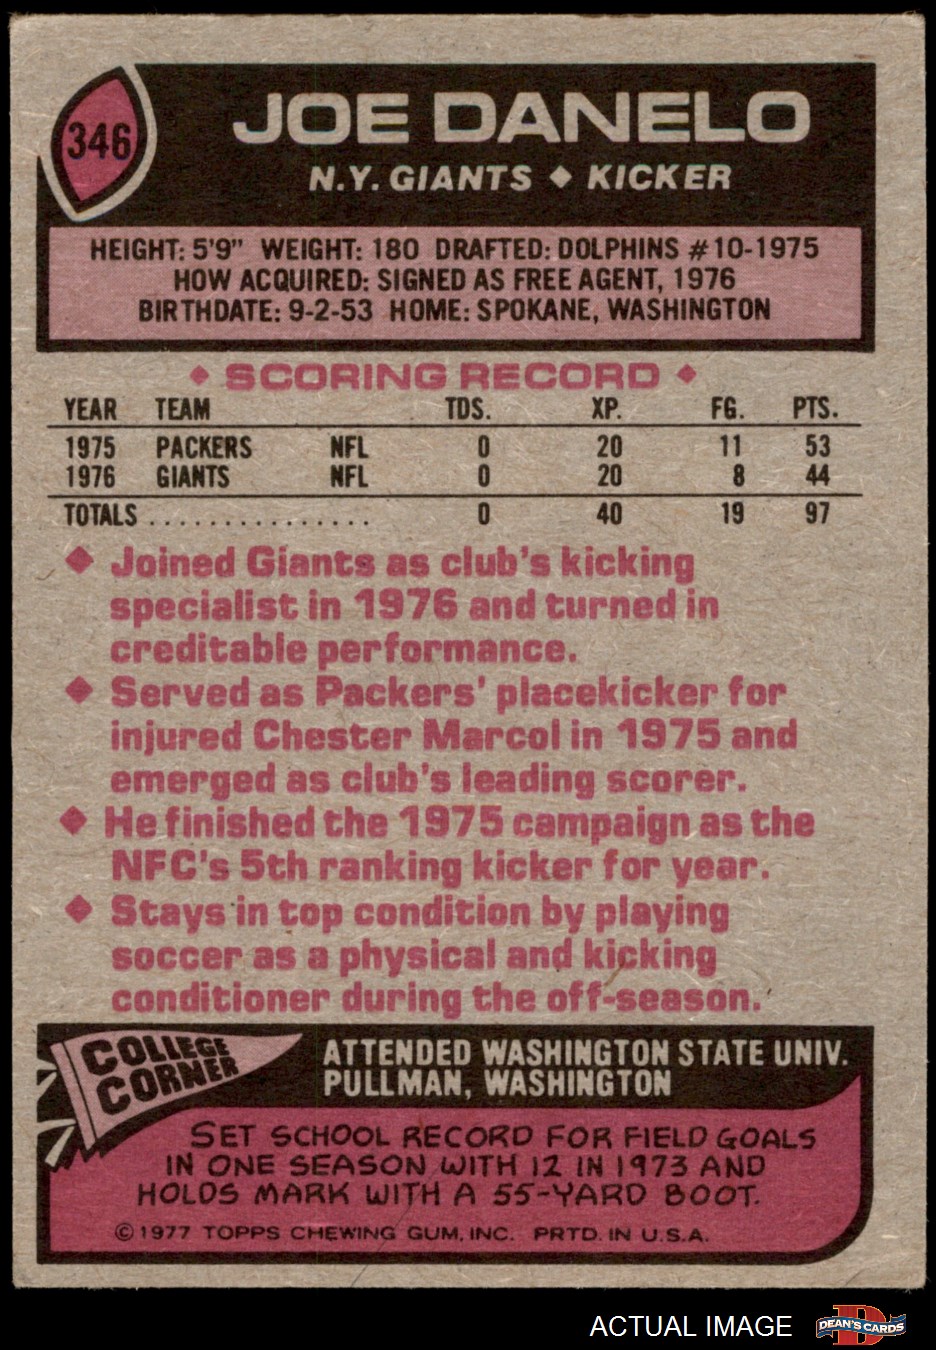 346
JOE DANELO
N.Y. GIANTS ◆ KICKER
HEIGHT: 5'9" WEIGHT: 180 DRAFTED: DOLPHINS #10-1975
HOW ACQUIRED: SIGNED AS FREE AGENT, 1976
BIRTHDATE: 9-2-53 HOME: SPOKANE, WASHINGTON
◆ SCORING RECORD ◆
YEAR TEAM TDS. XP. FG. PTS.
1975 PACKERS NFL 0 20 11 53
1976 GIANTS NFL 0 20 8 44
TOTALS ............... 0 40 19 97
◆ Joined Giants as club's kicking
specialist in 1976 and turned in
creditable performance.
◆ Served as Packers' placekicker for
injured Chester Marcol in 1975 and
emerged as club's leading scorer.
◆ He finished the 1975 campaign as the
NFC's 5th ranking kicker for year.
◆ Stays in top condition by playing
soccer as a physical and kicking
conditioner during the off-season.
COLLEGE
CORNER
ATTENDED WASHINGTON STATE UNIV.
PULLMAN, WASHINGTON
SET SCHOOL RECORD FOR FIELD GOALS
IN ONE SEASON WITH 12 IN 1973 AND
HOLDS MARK WITH A 55-YARD BOOT.
©1977 TOPPS CHEWING GUM, INC. PRTD. IN U.S.A.
ACTUAL IMAGE
D
DEAN'S CARDS